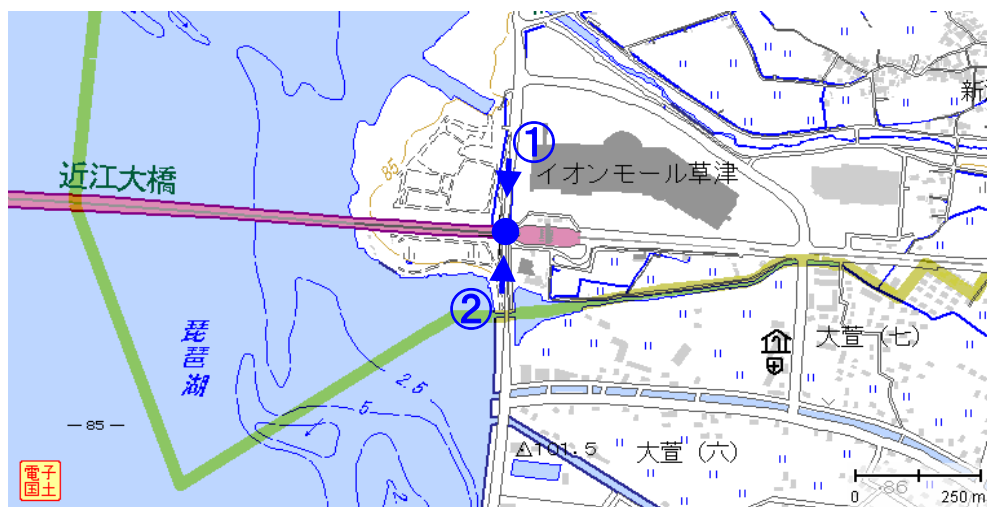 ①
イオンモール草津
近江大橋
85
②
琵琶湖
2.5
5
大萱（七）
－85－
△101.5
大萱（六）
電子
国土
86
0
250 m